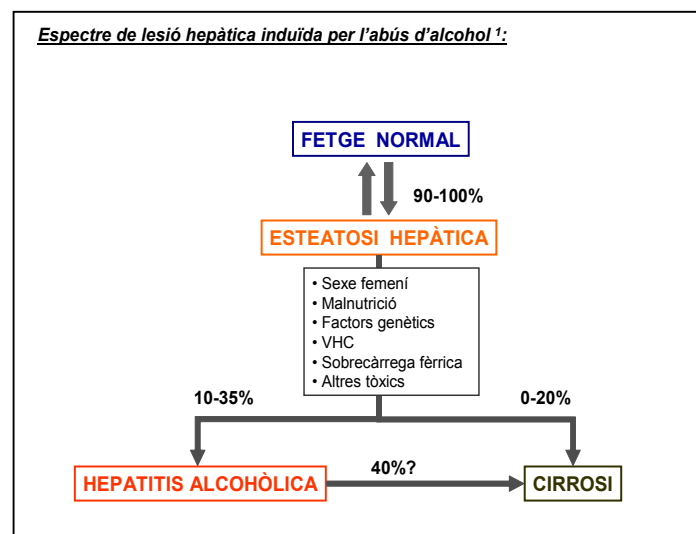 Espectre de lesió hepàtica induïda per l'abús d'alcohol ¹:
FETGE NORMAL
90-100%
ESTEATOSI HEPÀTICA
• Sexe femení
• Malnutrició
• Factors genètics
• VHC
• Sobrecàrrega fèrrica
• Altres tòxics
10-35%
0-20%
HEPATITIS ALCOHÒLICA
40%?
CIRROSI